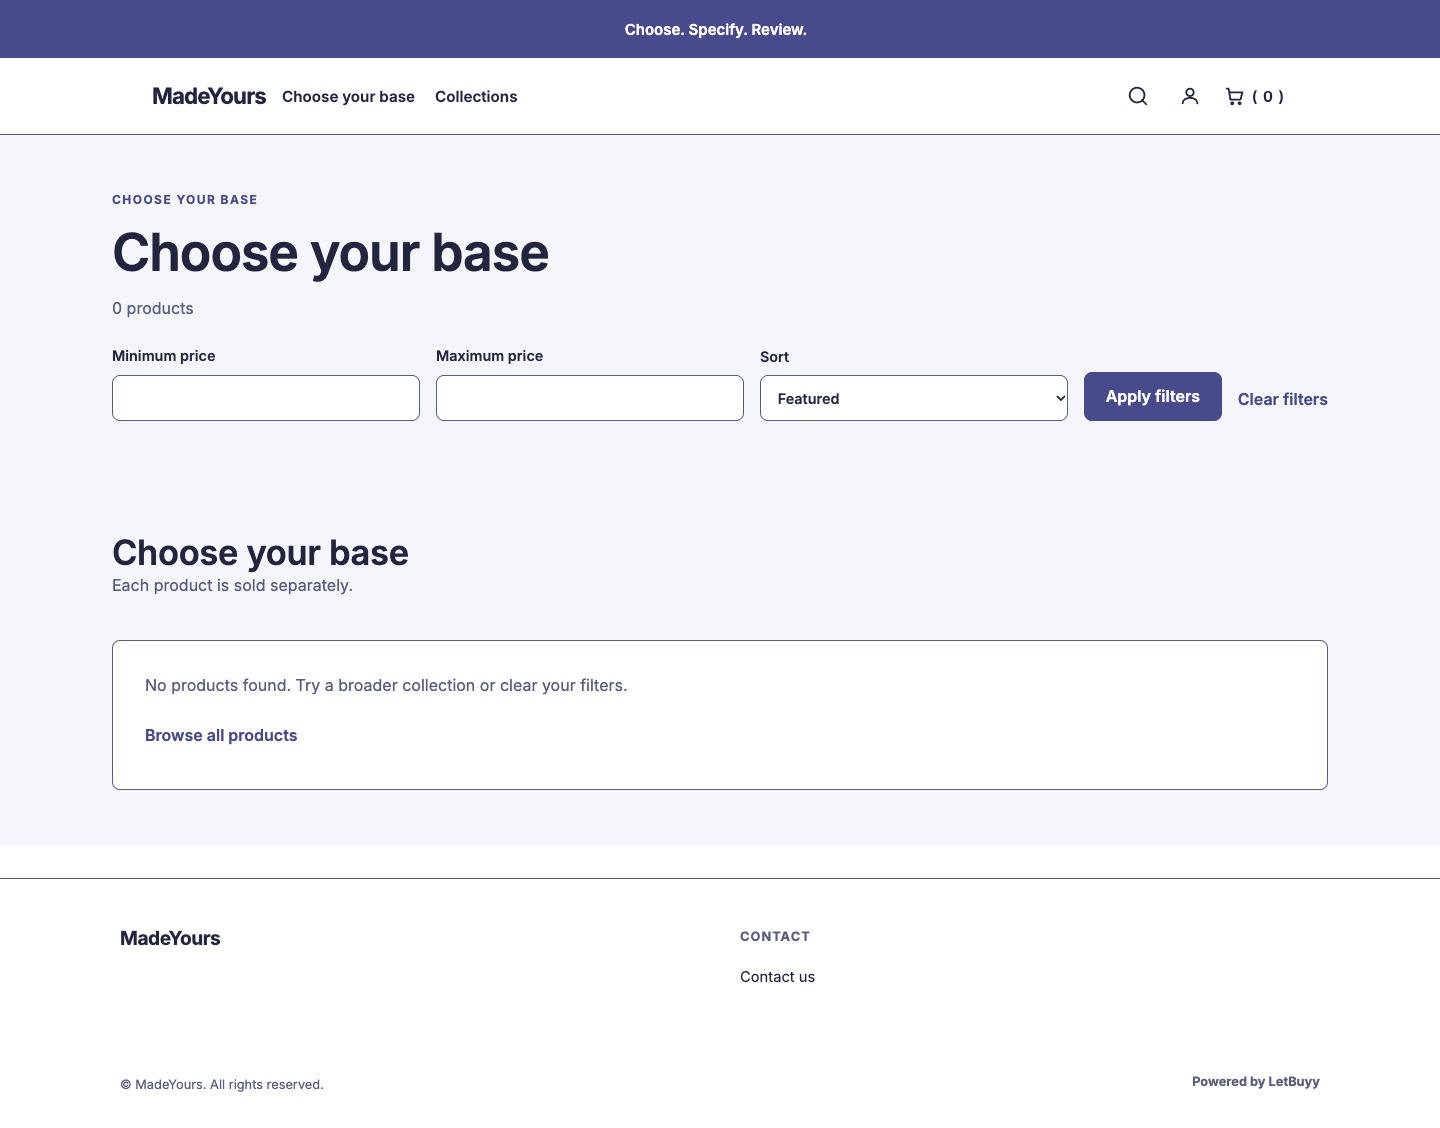 Choose. Specify. Review.
MadeYours
Choose your base
Collections
( 0 )
CHOOSE YOUR BASE
Choose your base
0 products
Minimum price
Maximum price
Sort
Featured
Apply filters
Clear filters
Choose your base
Each product is sold separately.
No products found. Try a broader collection or clear your filters.
Browse all products
MadeYours
CONTACT
Contact us
© MadeYours. All rights reserved.
Powered by LetBuyy